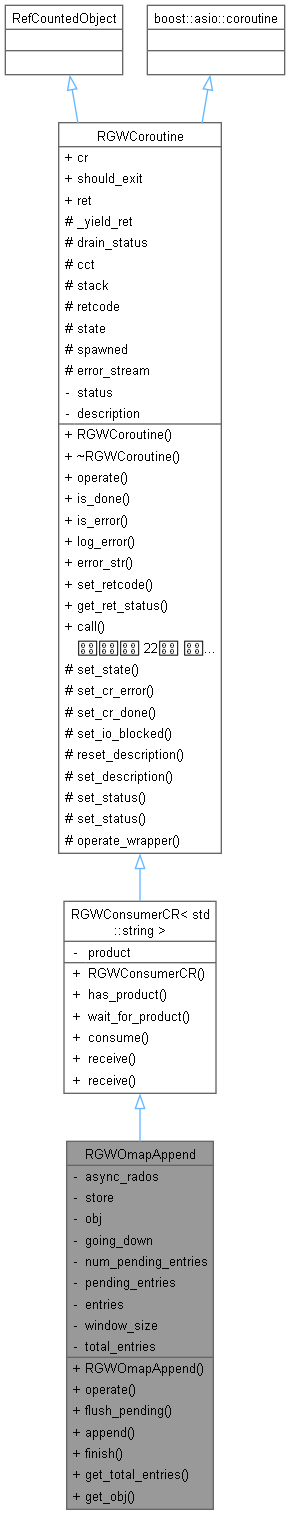 RefCountedObject
boost::asio::coroutine
RGWCoroutine
+ cr
+ should_exit
+ ret
# _yield_ret
# drain_status
# cct
# stack
# retcode
# state
# spawned
# error_stream
- status
- description
+ RGWCoroutine()
+ ~RGWCoroutine()
+ operate()
+ is_done()
+ is_error()
+ log_error()
+ error_str()
+ set_retcode()
+ get_ret_status()
+ call()
22 ...
# set_state()
# set_cr_error()
# set_cr_done()
# set_io_blocked()
# reset_description()
# set_description()
# set_status()
# set_status()
# operate_wrapper()
RGWConsumerCR< std
::string >
- product
+ RGWConsumerCR()
+ has_product()
+ wait_for_product()
+ consume()
+ receive()
+ receive()
RGWOmapAppend
- async_rados
- store
- obj
- going_down
- num_pending_entries
- pending_entries
- entries
- window_size
- total_entries
+ RGWOmapAppend()
+ operate()
+ flush_pending()
+ append()
+ finish()
+ get_total_entries()
+ get_obj()